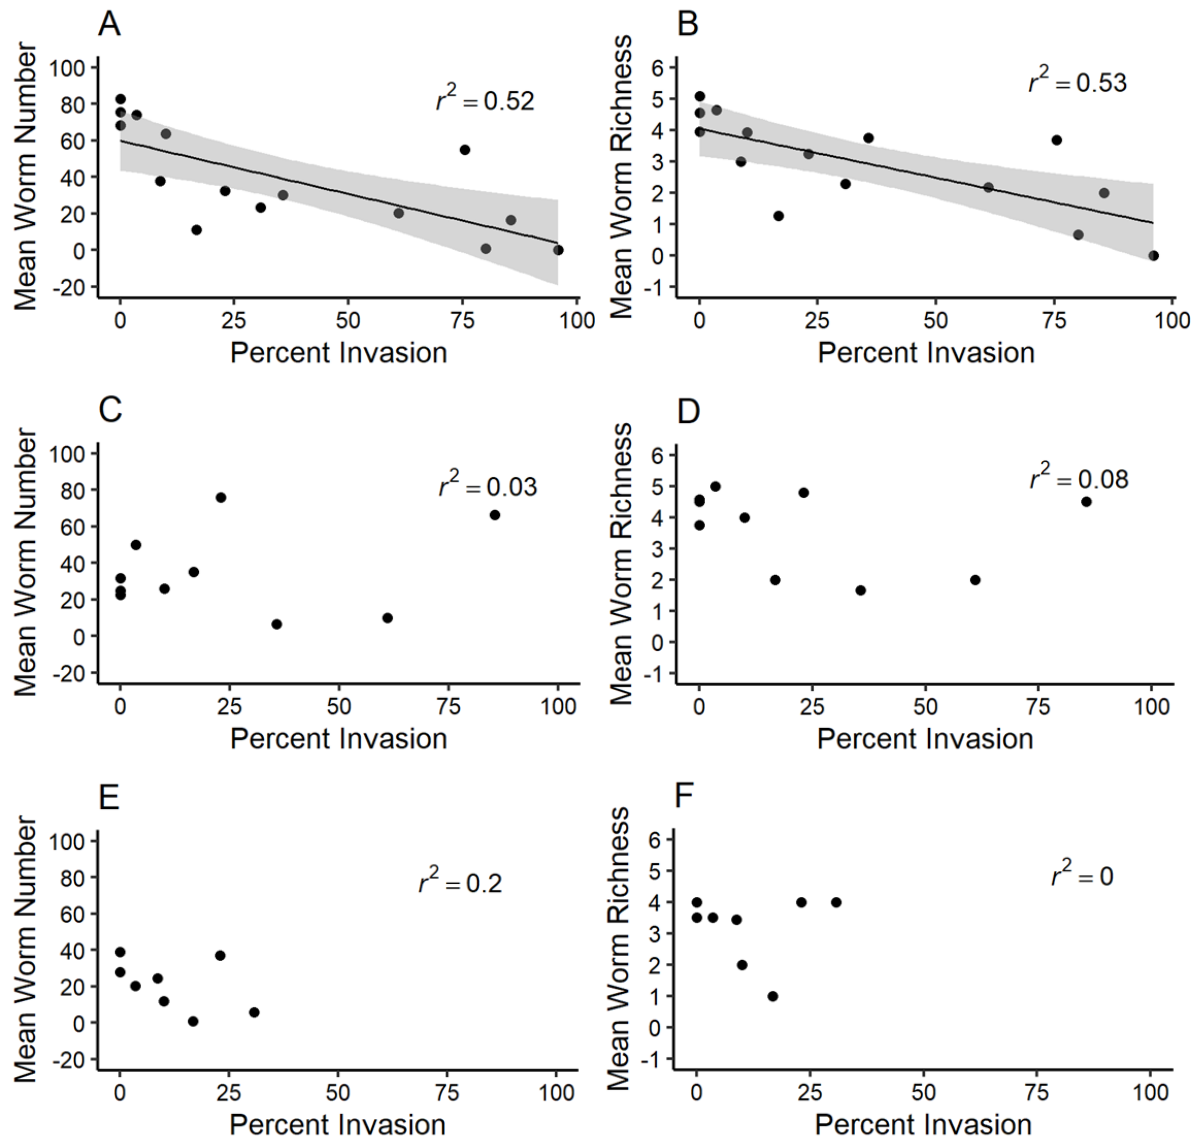 A
Mean Worm Number
100
80
60
40
20
0
-20
r² = 0.52
0 25 50 75 100
Percent Invasion
B
Mean Worm Richness
6
5
4
3
2
1
0
-1
r² = 0.53
0 25 50 75 100
Percent Invasion
C
Mean Worm Number
100
80
60
40
20
0
-20
r² = 0.03
0 25 50 75 100
Percent Invasion
D
Mean Worm Richness
6
5
4
3
2
1
0
-1
r² = 0.08
0 25 50 75 100
Percent Invasion
E
Mean Worm Number
100
80
60
40
20
0
-20
r² = 0.2
0 25 50 75 100
Percent Invasion
F
Mean Worm Richness
6
5
4
3
2
1
0
-1
r² = 0
0 25 50 75 100
Percent Invasion